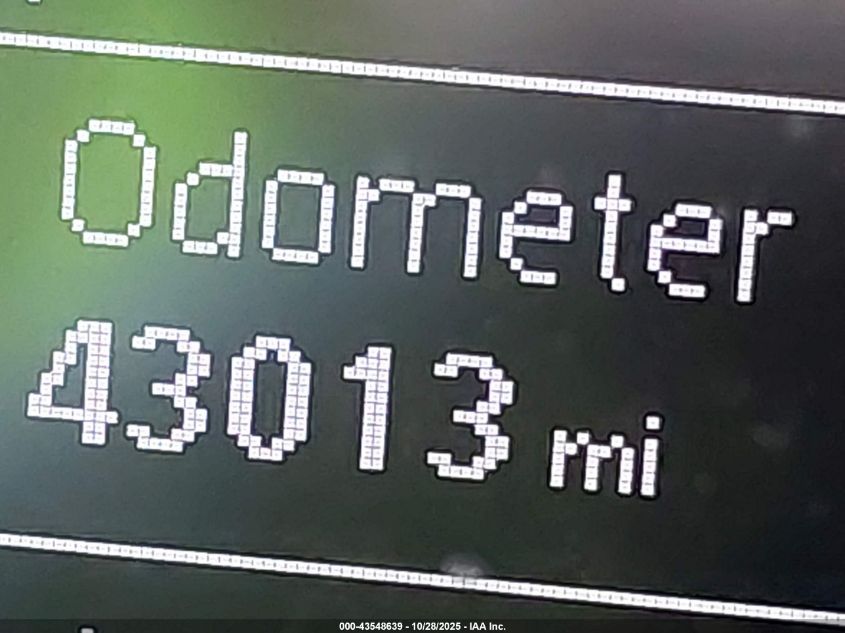 Odometer
43013 mi
000-43548639 - 10/28/2025 - IAA Inc.